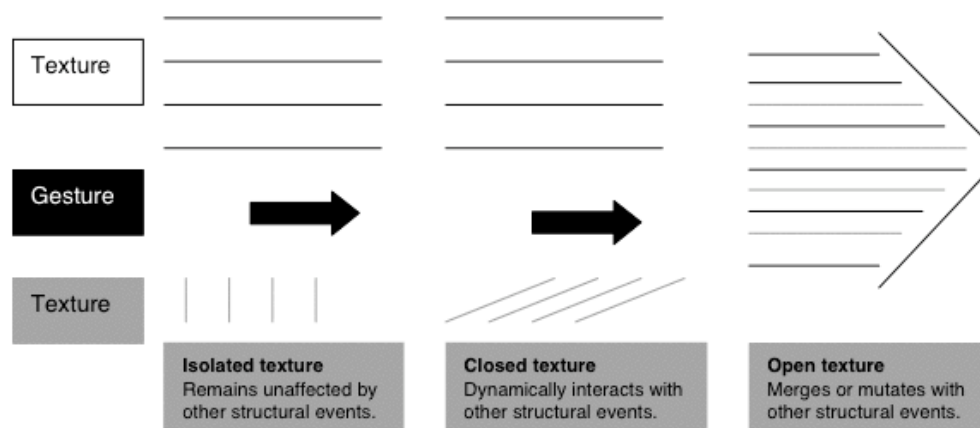 Texture
Gesture
Texture
Isolated texture
Remains unaffected by
other structural events.
Closed texture
Dynamically interacts with
other structural events.
Open texture
Merges or mutates with
other structural events.